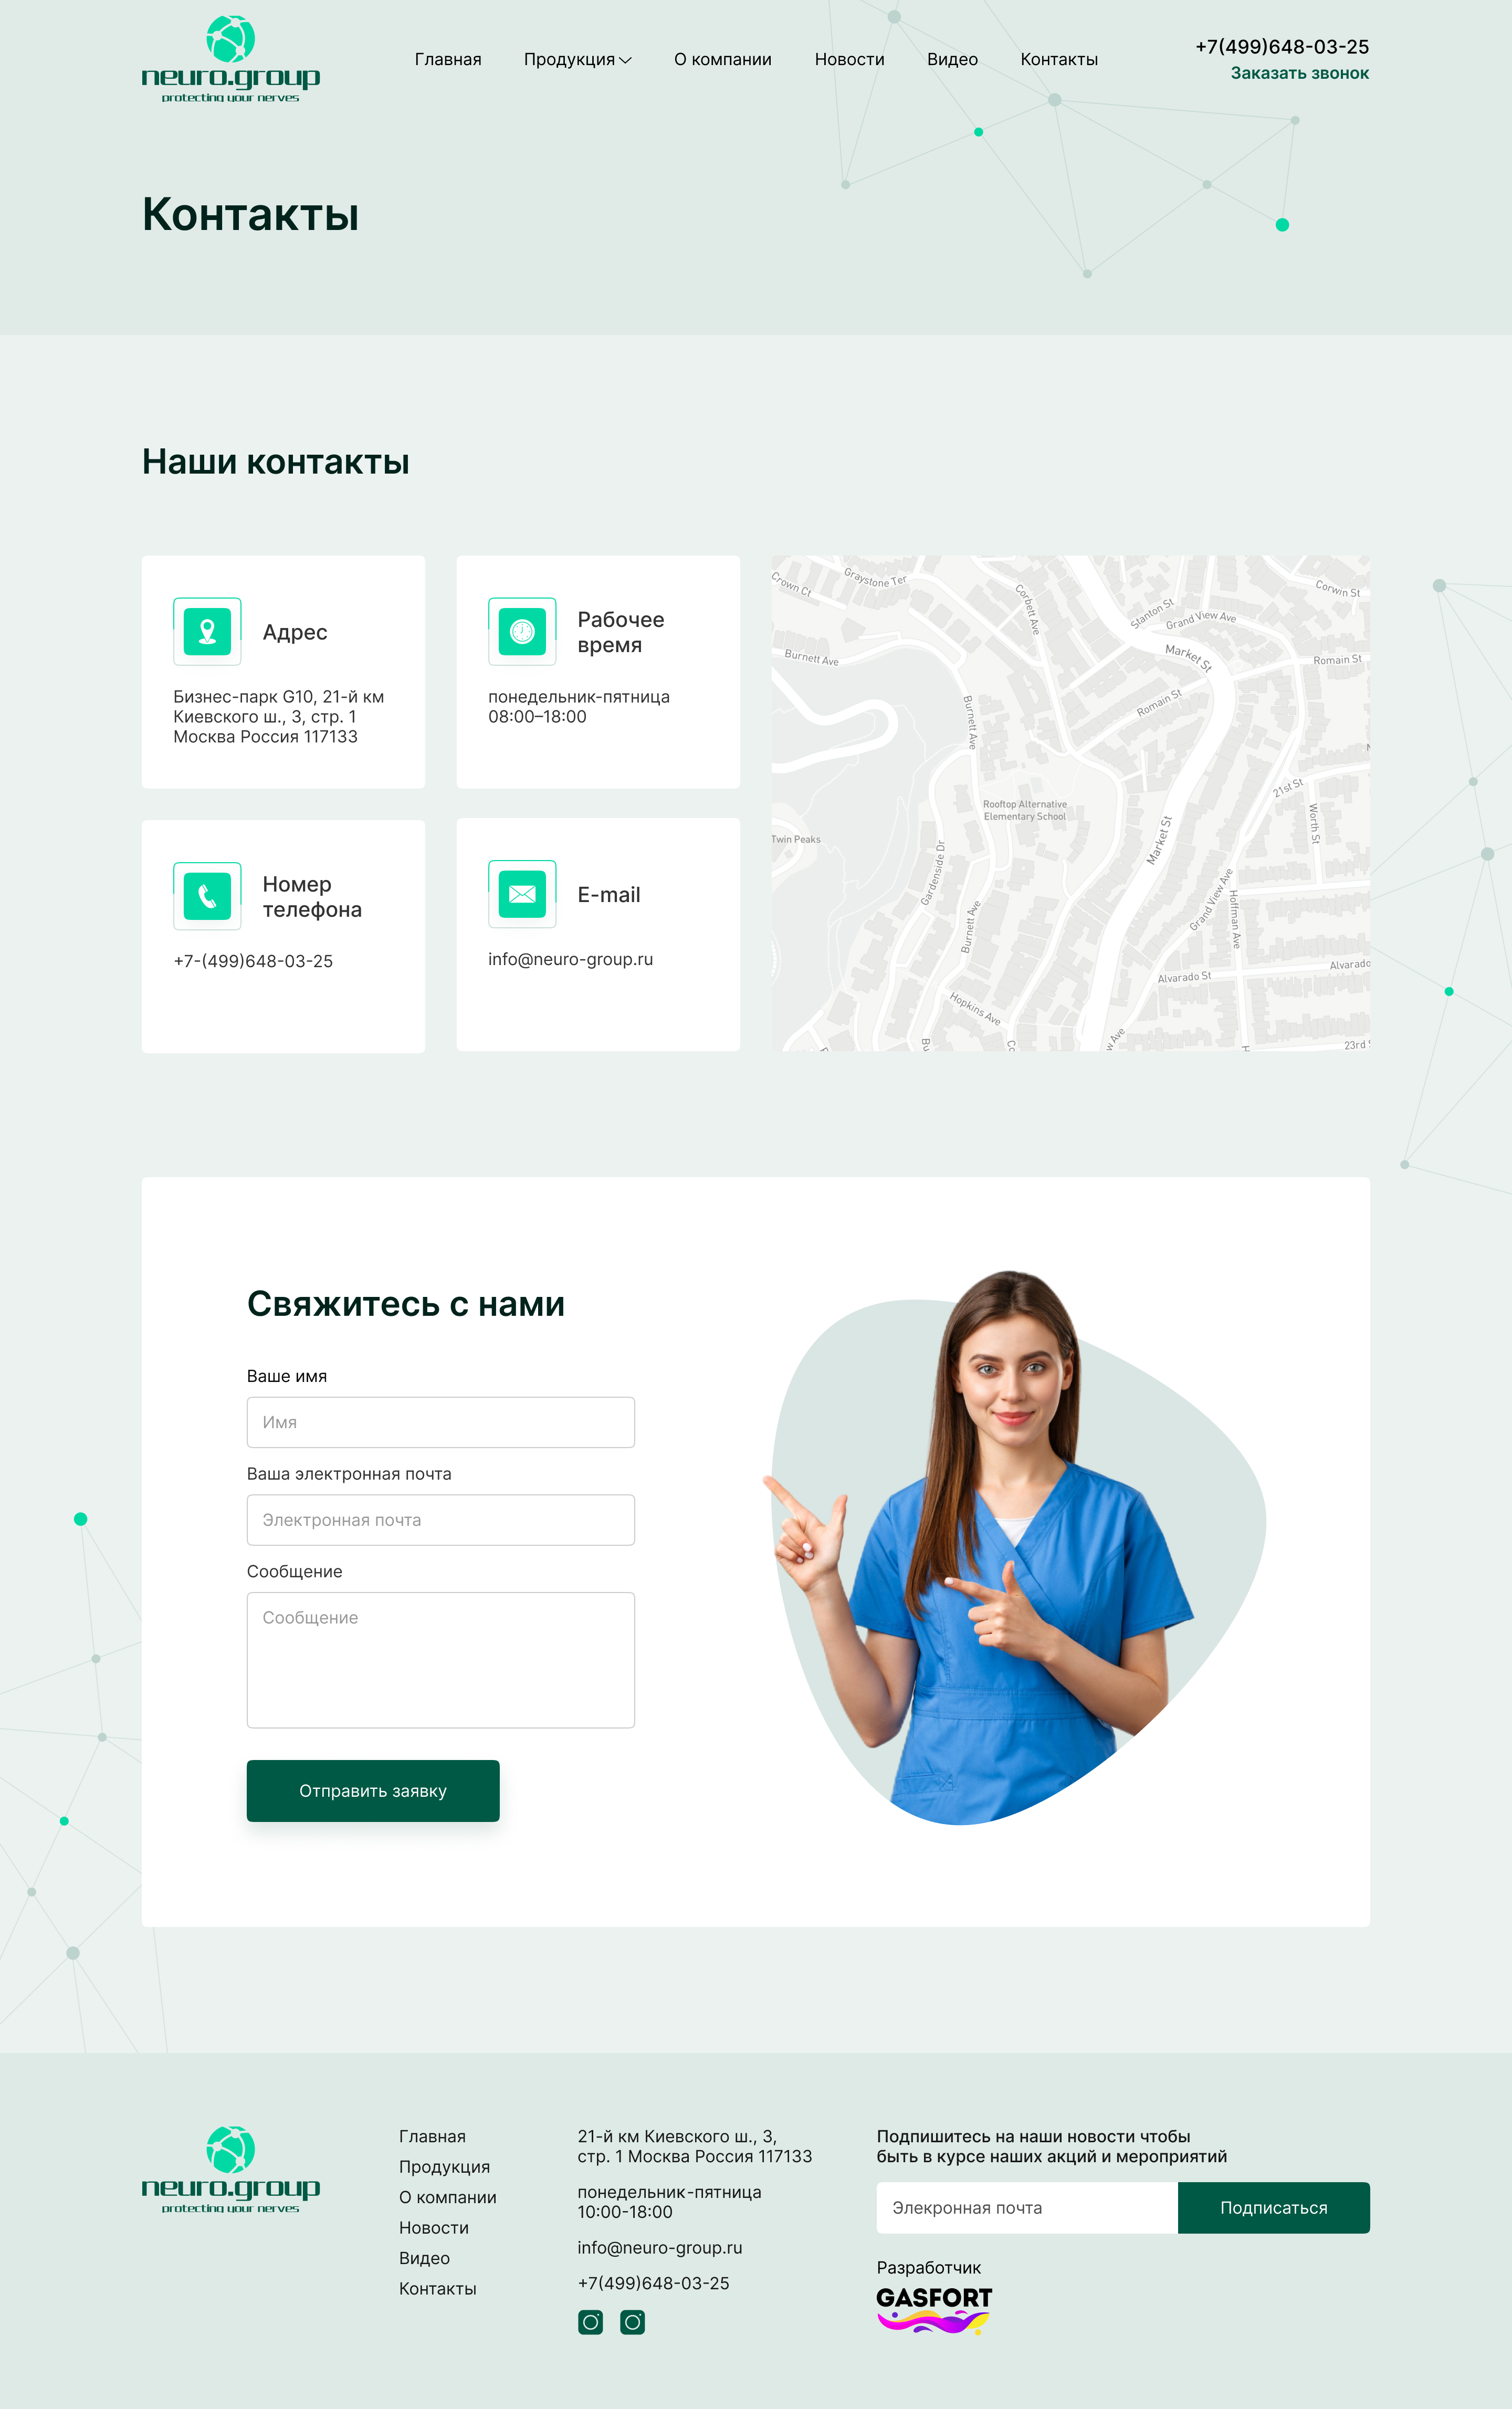 neuro.group
protecting your nerves
Главная
Продукция
О компании
Новости
Видео
Контакты
+7(499)648-03-25
Заказать звонок
Контакты
Наши контакты
Адрес
Бизнес-парк G10, 21-й км
Киевского ш., 3, стр. 1
Москва Россия 117133
Рабочее
время
понедельник-пятница
08:00–18:00
Номер
телефона
+7-(499)648-03-25
E-mail
info@neuro-group.ru
Crown Ct
Graystone Ter
Corbett Ave
Stanton St
Grand View Ave
Corwin St
Burnett Ave
Market St
Romain St
Burnett Ave
Romain St
21st St
Rooftop Alternative
Elementary School
Worth St
Twin Peaks
Market St
Gardenside Dr
Grand View Ave
Hoffman Ave
Burnett Ave
Alvarado St
Alvarado
Hopkins Ave
w Ave
Bu
Co
H
23rd
Свяжитесь с нами
Ваше имя
Имя
Ваша электронная почта
Электронная почта
Сообщение
Сообщение
Отправить заявку
neuro.group
protecting your nerves
Главная
Продукция
О компании
Новости
Видео
Контакты
21-й км Киевского ш., 3,
стр. 1 Москва Россия 117133
понедельник-пятница
10:00-18:00
info@neuro-group.ru
+7(499)648-03-25
Подпишитесь на наши новости чтобы
быть в курсе наших акций и мероприятий
Элекронная почта
Подписаться
Разработчик
GASFORT